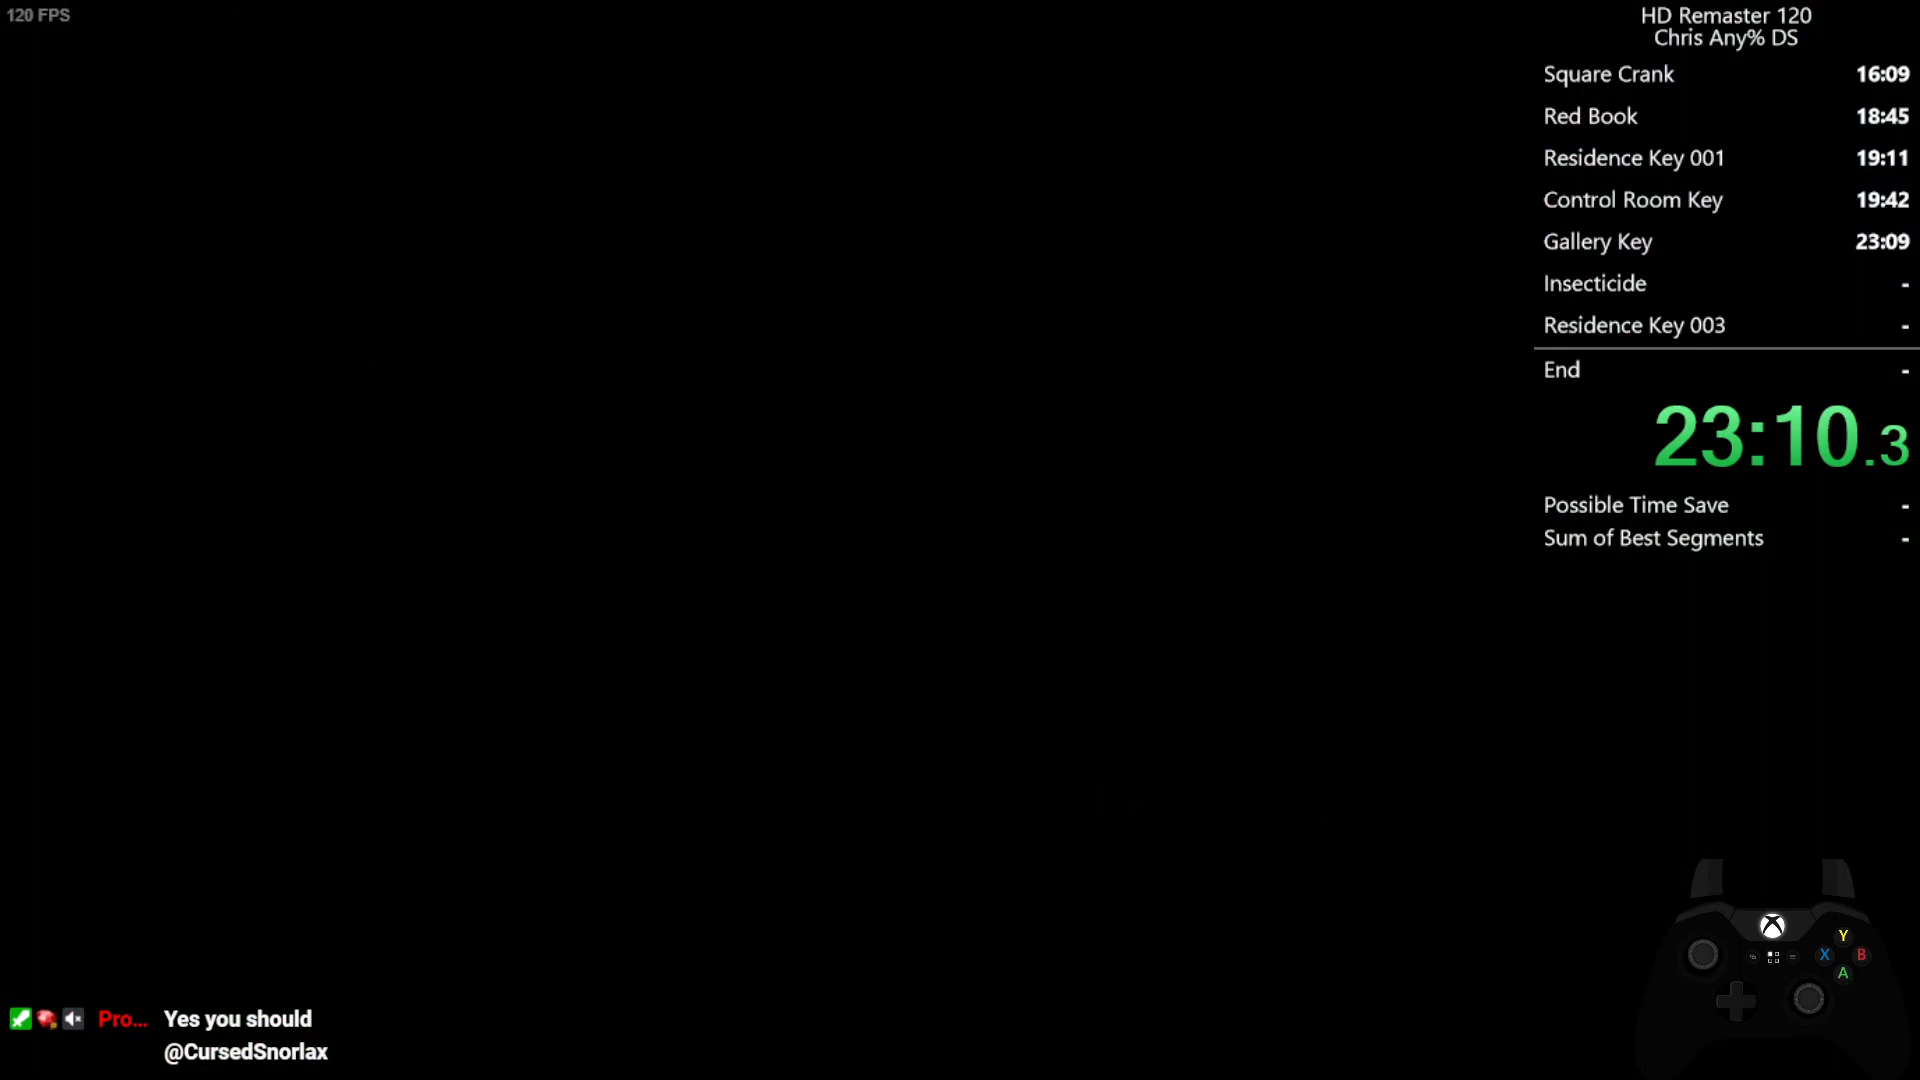 120 FPS
HD Remaster 120
Chris Any% DS
Square Crank 16:09
Red Book 18:45
Residence Key 001 19:11
Control Room Key 19:42
Gallery Key 23:09
Insecticide -
Residence Key 003 -
End -
23:10.3
Possible Time Save -
Sum of Best Segments -
Y
X B
A
Pro... Yes you should
@CursedSnorlax